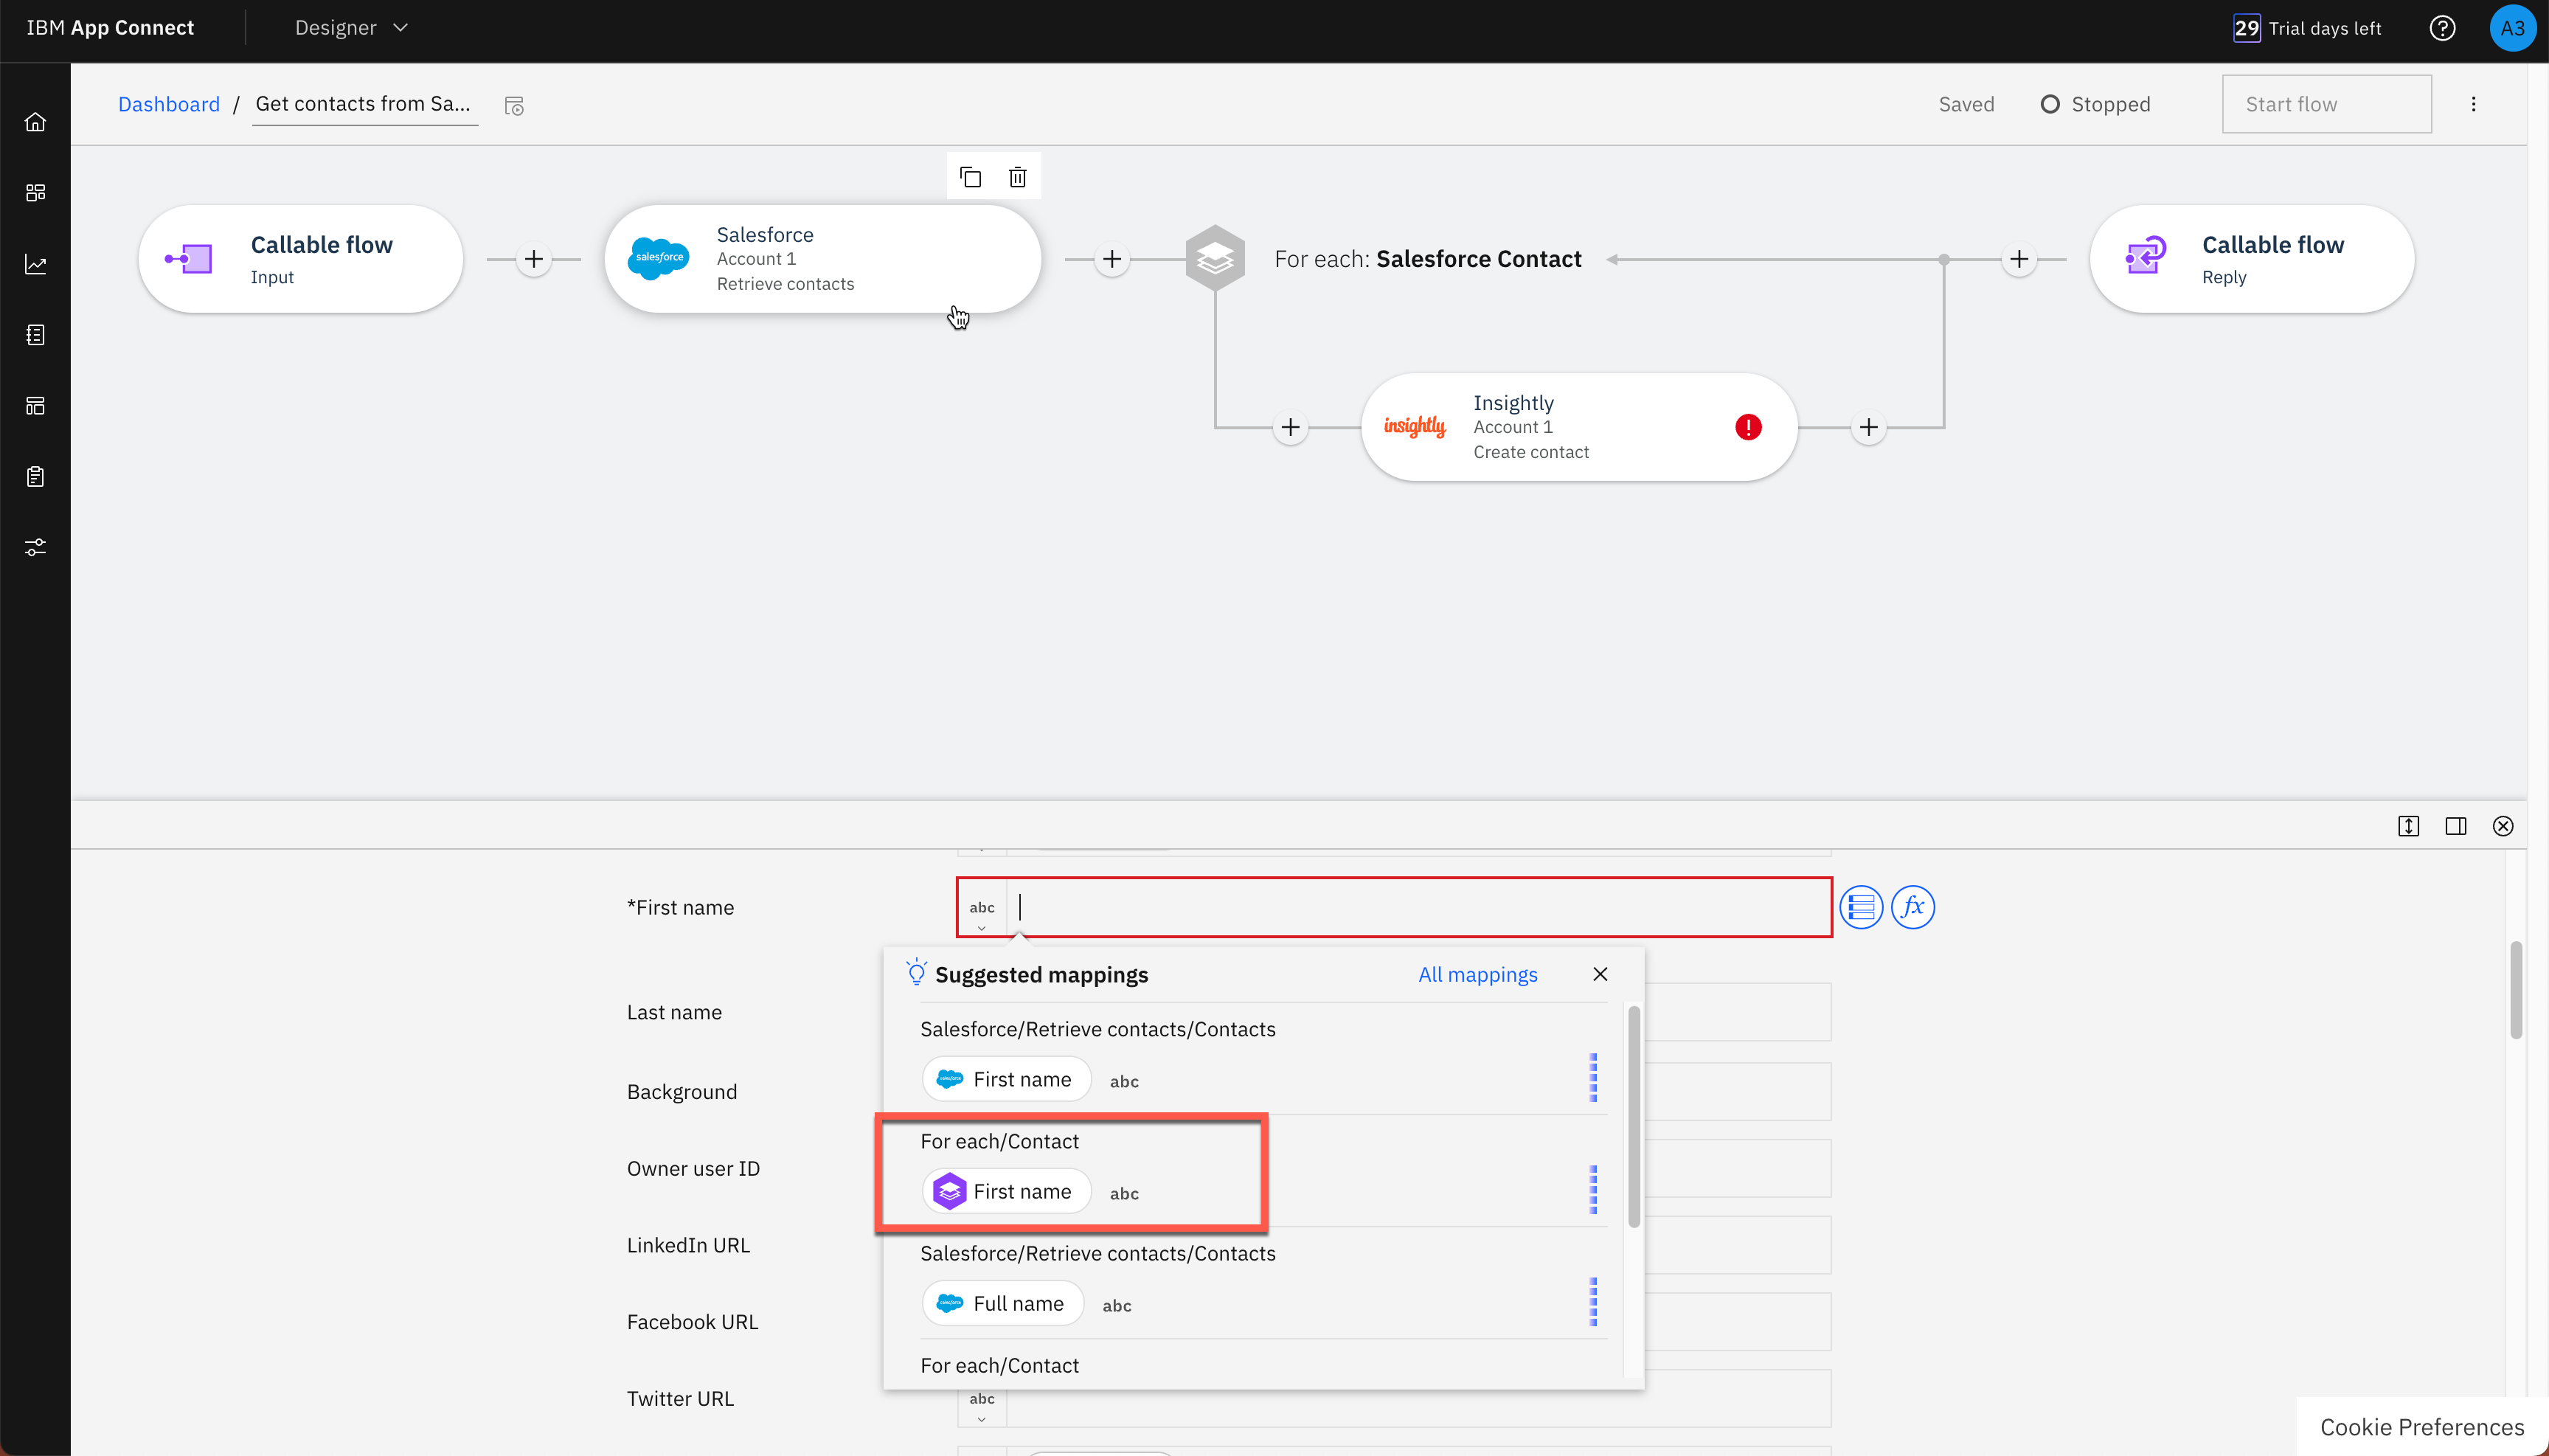 IBM App Connect
Designer
29 Trial days left
A3
Dashboard / Get contacts from Sa...
Saved
Stopped
Start flow
Callable flow
Input
salesforce
Salesforce
Account 1
Retrieve contacts
For each: Salesforce Contact
Callable flow
Reply
insightly
Insightly
Account 1
Create contact
*First name
abc
fx
Suggested mappings
All mappings
Last name
Salesforce/Retrieve contacts/Contacts
First name abc
Background
For each/Contact
First name abc
Owner user ID
LinkedIn URL
Salesforce/Retrieve contacts/Contacts
Full name abc
Facebook URL
For each/Contact
Twitter URL
abc
Cookie Preferences